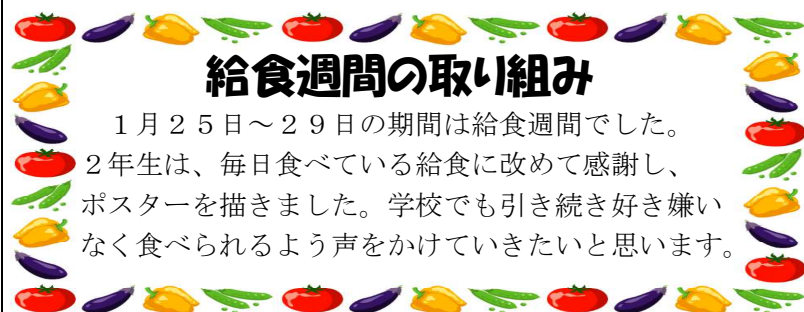 給食週間の取り組み
　１月２５日～２９日の期間は給食週間でした。
２年生は、毎日食べている給食に改めて感謝し、
ポスターを描きました。学校でも引き続き好き嫌い
なく食べられるよう声をかけていきたいと思います。